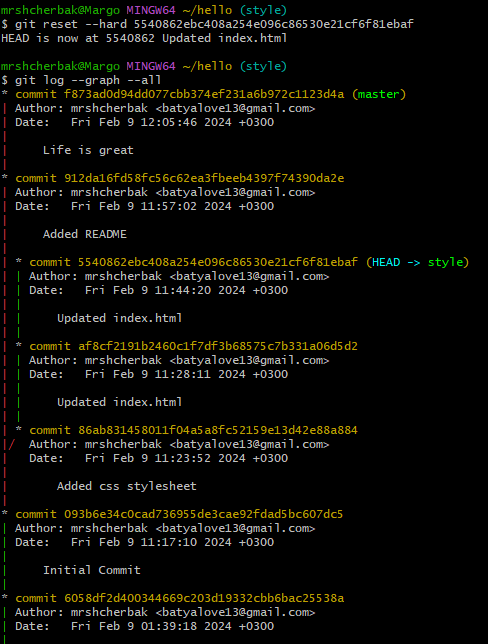 mrshcherbak@Margo MINGW64 ~/hello (style)
$ git reset --hard 5540862ebc408a254e096c86530e21cf6f81ebaf
HEAD is now at 5540862 Updated index.html
mrshcherbak@Margo MINGW64 ~/hello (style)
$ git log --graph --all
* commit f873ad0d94dd077cbb374ef231a6b972c1123d4a (master)
| Author: mrshcherbak <batyalove13@gmail.com>
| Date:   Fri Feb 9 12:05:46 2024 +0300
|
|     Life is great
|
* commit 912da16fd58fc56c62ea3fbeeb4397f74390da2e
| Author: mrshcherbak <batyalove13@gmail.com>
| Date:   Fri Feb 9 11:57:02 2024 +0300
|
|     Added README
|
| * commit 5540862ebc408a254e096c86530e21cf6f81ebaf (HEAD -> style)
| | Author: mrshcherbak <batyalove13@gmail.com>
| | Date:   Fri Feb 9 11:44:20 2024 +0300
| |
| |     Updated index.html
| |
| * commit af8cf2191b2460c1f7df3b68575c7b331a06d5d2
| | Author: mrshcherbak <batyalove13@gmail.com>
| | Date:   Fri Feb 9 11:28:11 2024 +0300
| |
| |     Updated index.html
| |
| * commit 86ab831458011f04a5a8fc52159e13d42e88a884
|/  Author: mrshcherbak <batyalove13@gmail.com>
|   Date:   Fri Feb 9 11:23:52 2024 +0300
|
|       Added css stylesheet
|
* commit 093b6e34c0cad736955de3cae92fdad5bc607dc5
| Author: mrshcherbak <batyalove13@gmail.com>
| Date:   Fri Feb 9 11:17:10 2024 +0300
|
|     Initial Commit
|
* commit 6058df2d400344669c203d19332cbb6bac25538a
| Author: mrshcherbak <batyalove13@gmail.com>
| Date:   Fri Feb 9 01:39:18 2024 +0300
|